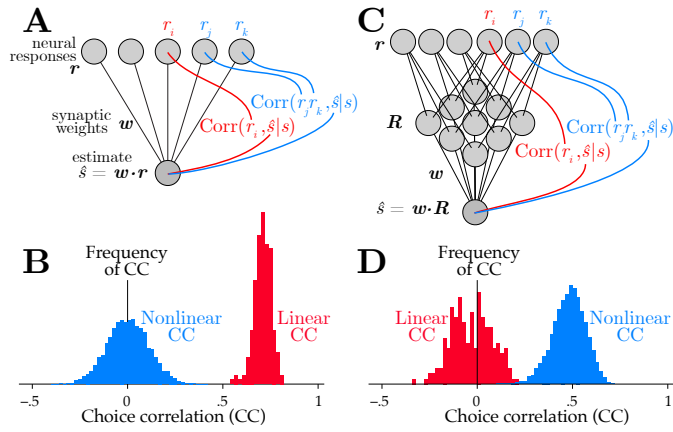 A
r_i r_j r_k
neural
responses
r
Corr(r_j r_k, ŝ|s)
synaptic
weights w
Corr(r_i, ŝ|s)
estimate
ŝ = w·r
C
r_i r_j r_k
r
R
Corr(r_j r_k, ŝ|s)
Corr(r_i, ŝ|s)
w
ŝ = w·R
B
Frequency
of CC
Nonlinear
CC
Linear
CC
-.5 0 .5 1
Choice correlation (CC)
D
Frequency
of CC
Linear
CC
Nonlinear
CC
-.5 0 .5 1
Choice correlation (CC)